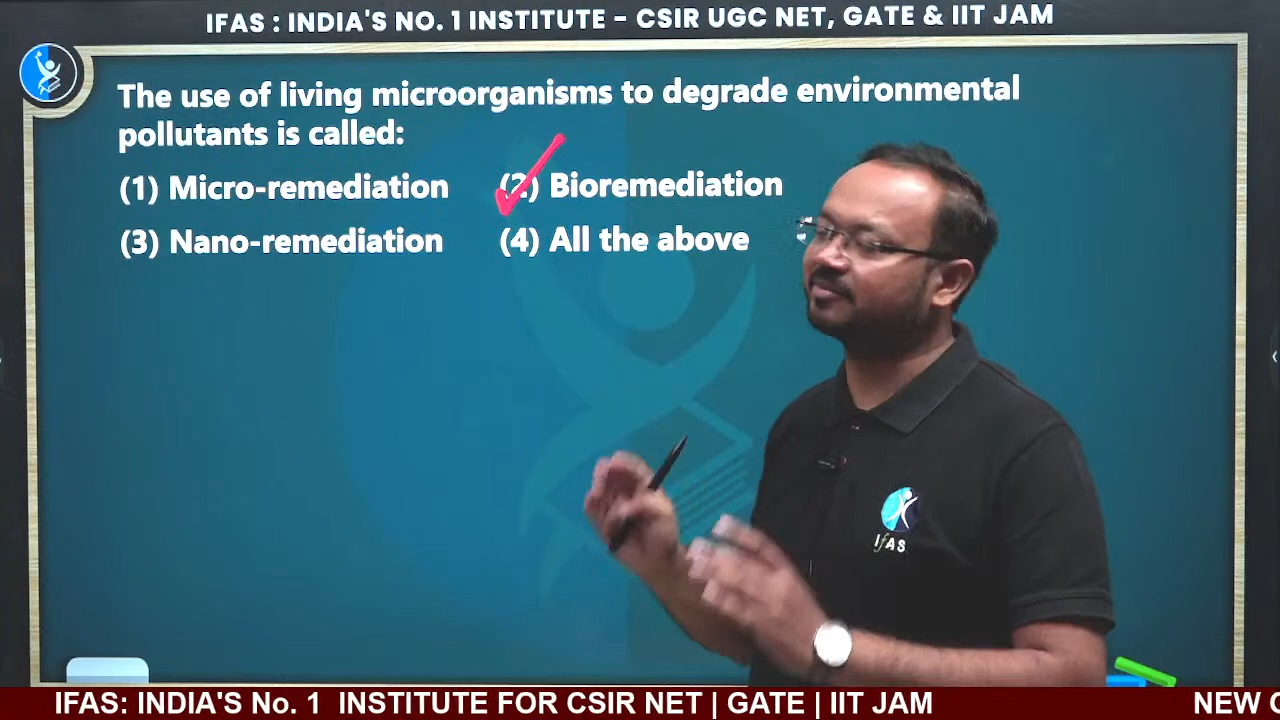 IFAS : INDIA'S NO. 1 INSTITUTE – CSIR UGC NET, GATE & IIT JAM
The use of living microorganisms to degrade environmental
pollutants is called:
(1) Micro-remediation (2) Bioremediation
(3) Nano-remediation (4) All the above
IfAS
IFAS: INDIA'S No. 1 INSTITUTE FOR CSIR NET | GATE | IIT JAM NEW